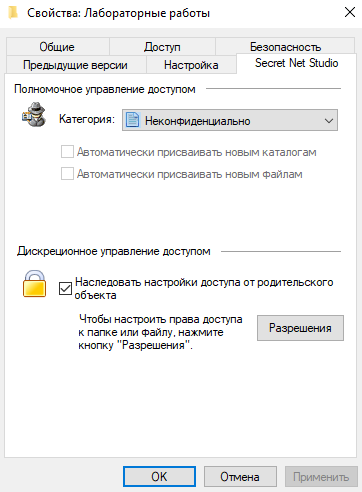 Свойства: Лабораторные работы
Общие Доступ Безопасность
Предыдущие версии Настройка Secret Net Studio
Полномочное управление доступом
Категория: Неконфиденциально
Автоматически присваивать новым каталогам
Автоматически присваивать новым файлам
Дискреционное управление доступом
Наследовать настройки доступа от родительского
объекта
Чтобы настроить права доступа
к папке или файлу, нажмите
кнопку "Разрешения".
Разрешения
OK Отмена Применить